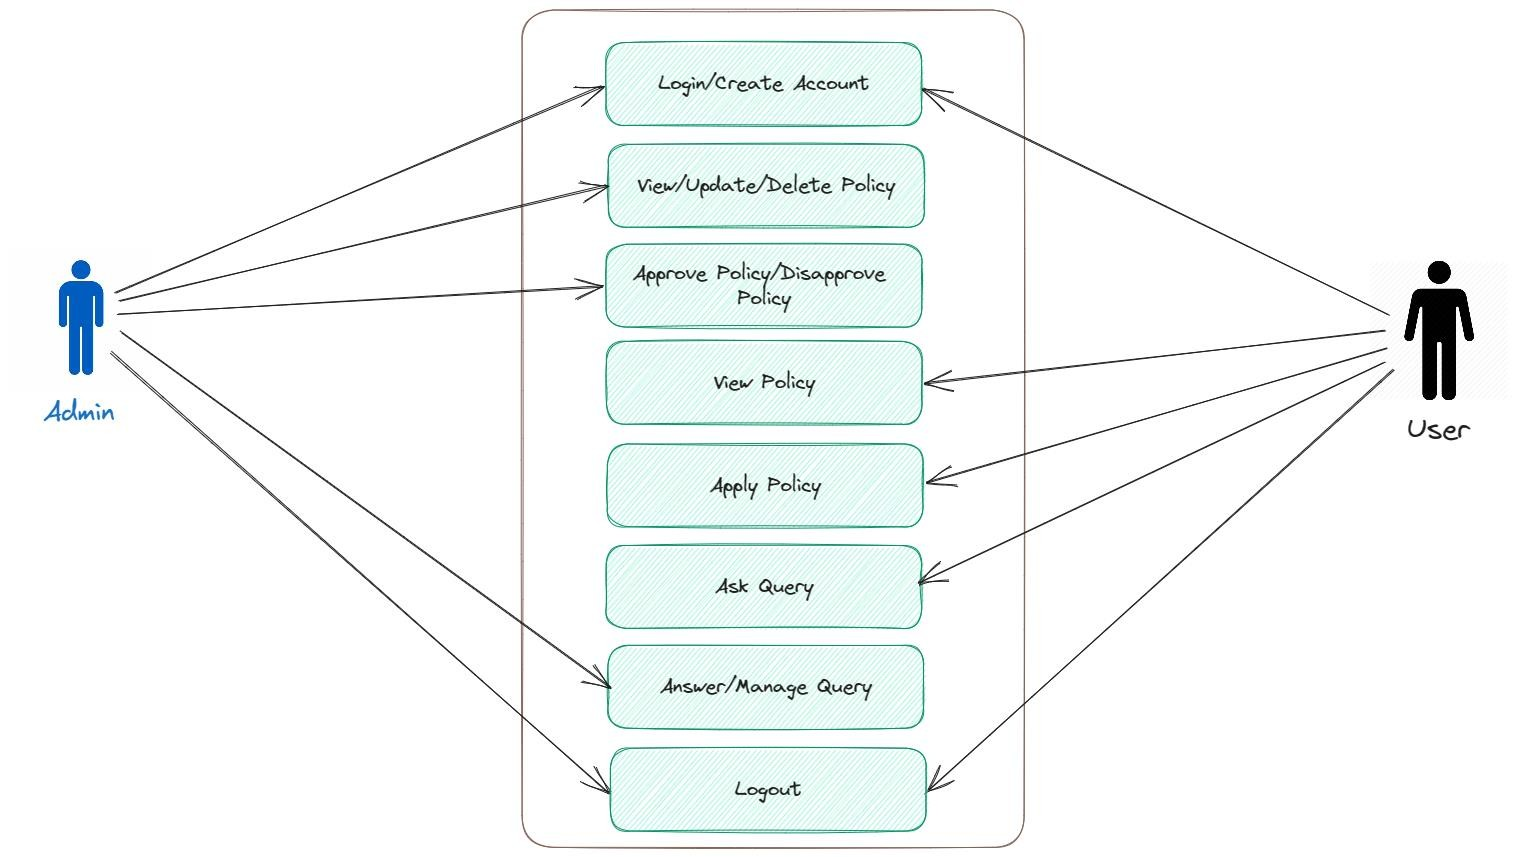 Login/Create Account
View/Update/Delete Policy
Approve Policy/Disapprove
Policy
View Policy
Admin
User
Apply Policy
Ask Query
Answer/Manage Query
Logout